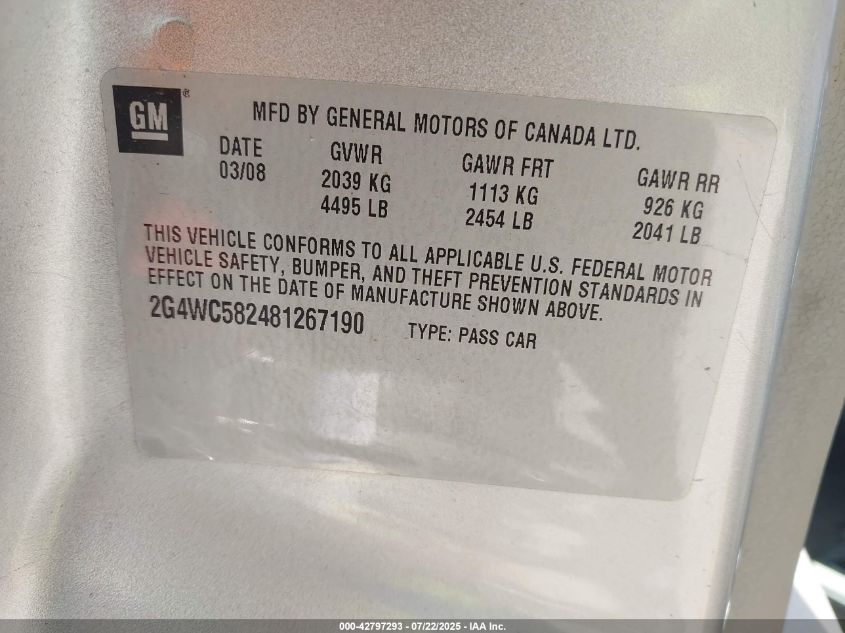 GM®
MFD BY GENERAL MOTORS OF CANADA LTD.
DATE GVWR GAWR FRT GAWR RR
03/08 2039 KG 1113 KG 926 KG
4495 LB 2454 LB 2041 LB
THIS VEHICLE CONFORMS TO ALL APPLICABLE U.S. FEDERAL MOTOR
VEHICLE SAFETY, BUMPER, AND THEFT PREVENTION STANDARDS IN
EFFECT ON THE DATE OF MANUFACTURE SHOWN ABOVE.
2G4WC582481267190 TYPE: PASS CAR
000-42797293 - 07/22/2025 - IAA Inc.